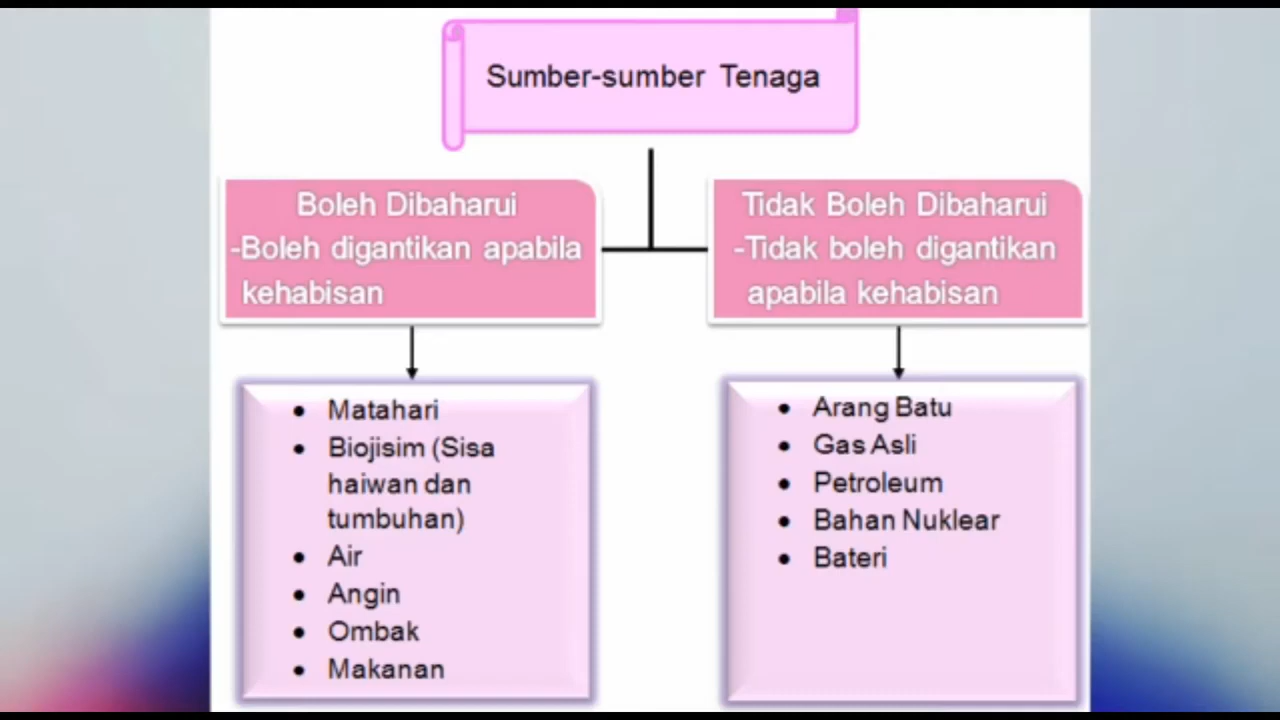 Sumber-sumber Tenaga
Boleh Dibaharui
-Boleh digantikan apabila
kehabisan
Tidak Boleh Dibaharui
-Tidak boleh digantikan
apabila kehabisan
• Matahari
• Biojisim (Sisa
haiwan dan
tumbuhan)
• Air
• Angin
• Ombak
• Makanan
• Arang Batu
• Gas Asli
• Petroleum
• Bahan Nuklear
• Bateri